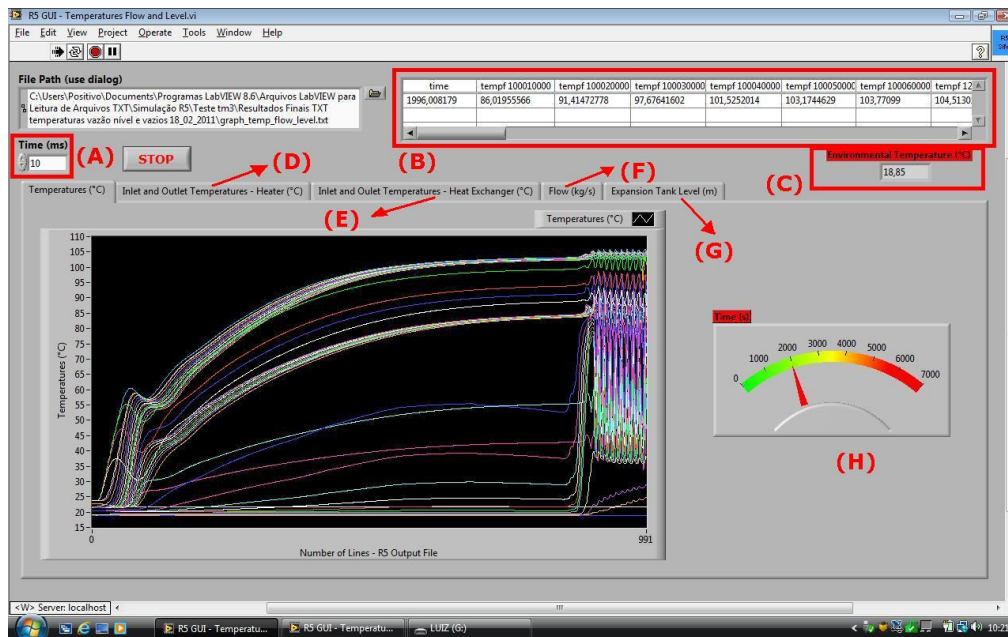 R5 GUI - Temperatures Flow and Level.vi
File Edit View Project Operate Tools Window Help
File Path (use dialog)
C:\Users\Positivo\Documents\Programas LabVIEW 8.6\Arquivos LabVIEW para
Leitura de Arquivos TXT\Simulação R5\Teste tm3\Resultados Finais TXT
temperaturas vazão nível e vazios 18_02_2011\graph_temp_flow_level.txt
time tempf 100010000 tempf 100020000 tempf 100030000 tempf 100040000 tempf 100050000 tempf 100060000 tempf 12
1996,008179 86,01955566 91,41472778 97,67641602 101,5252014 103,1744629 103,77099 104,5130
Time (ms)
10
(A)
STOP
(B)
(C)
Environmental Temperature (°C)
18,85
(D)
(F)
Temperatures (°C) Inlet and Outlet Temperatures - Heater (°C) Inlet and Oulet Temperatures - Heat Exchanger (°C) Flow (kg/s) Expansion Tank Level (m)
(E)
(G)
Temperatures (°C)
110
105
100
95
90
85
80
75
70
65
60
55
50
45
40
35
30
25
20
15
Temperatures (°C)
0 991
Number of Lines - R5 Output File
Time (s)
0 1000 2000 3000 4000 5000 6000 7000
(H)
<W> Server: localhost
R5 GUI - Temperatu... R5 GUI - Temperatu... LUIZ (G:)